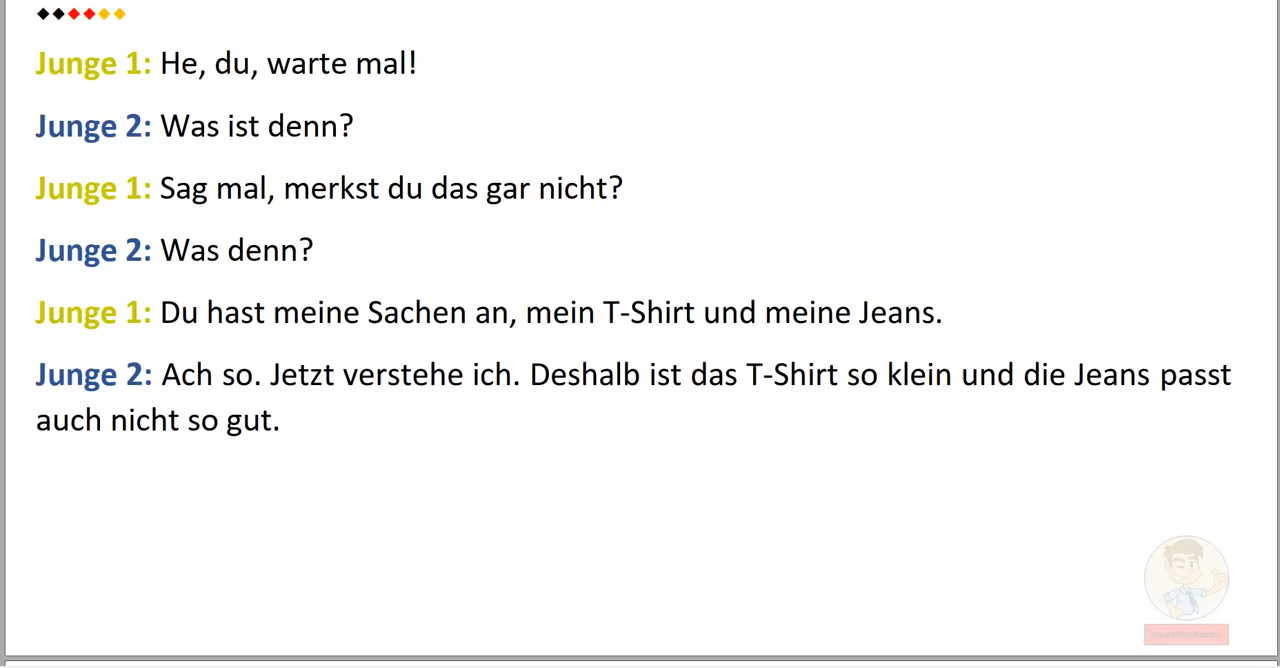 Junge 1: He, du, warte mal!
Junge 2: Was ist denn?
Junge 1: Sag mal, merkst du das gar nicht?
Junge 2: Was denn?
Junge 1: Du hast meine Sachen an, mein T-Shirt und meine Jeans.
Junge 2: Ach so. Jetzt verstehe ich. Deshalb ist das T-Shirt so klein und die Jeans passt
auch nicht so gut.